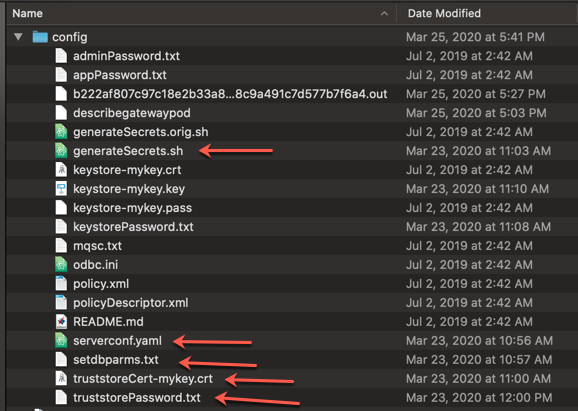 Name Date Modified
config Mar 25, 2020 at 5:41 PM
adminPassword.txt Jul 2, 2019 at 2:42 AM
appPassword.txt Jul 2, 2019 at 2:42 AM
b222af807c97c18e2b33a8...8c9a491c7d577b7f6a4.out Mar 25, 2020 at 5:27 PM
describegatewaypod Mar 25, 2020 at 5:03 PM
generateSecrets.orig.sh Jul 2, 2019 at 2:42 AM
generateSecrets.sh Mar 23, 2020 at 11:03 AM
keystore-mykey.crt Jul 2, 2019 at 2:42 AM
keystore-mykey.key Mar 23, 2020 at 11:10 AM
keystore-mykey.pass Jul 2, 2019 at 2:42 AM
keystorePassword.txt Mar 23, 2020 at 11:08 AM
mqsc.txt Jul 2, 2019 at 2:42 AM
odbc.ini Jul 2, 2019 at 2:42 AM
policy.xml Jul 2, 2019 at 2:42 AM
policyDescriptor.xml Jul 2, 2019 at 2:42 AM
README.md Jul 2, 2019 at 2:42 AM
serverconf.yaml Mar 23, 2020 at 10:56 AM
setdbparms.txt Mar 23, 2020 at 10:57 AM
truststoreCert-mykey.crt Mar 23, 2020 at 11:00 AM
truststorePassword.txt Mar 23, 2020 at 12:00 PM